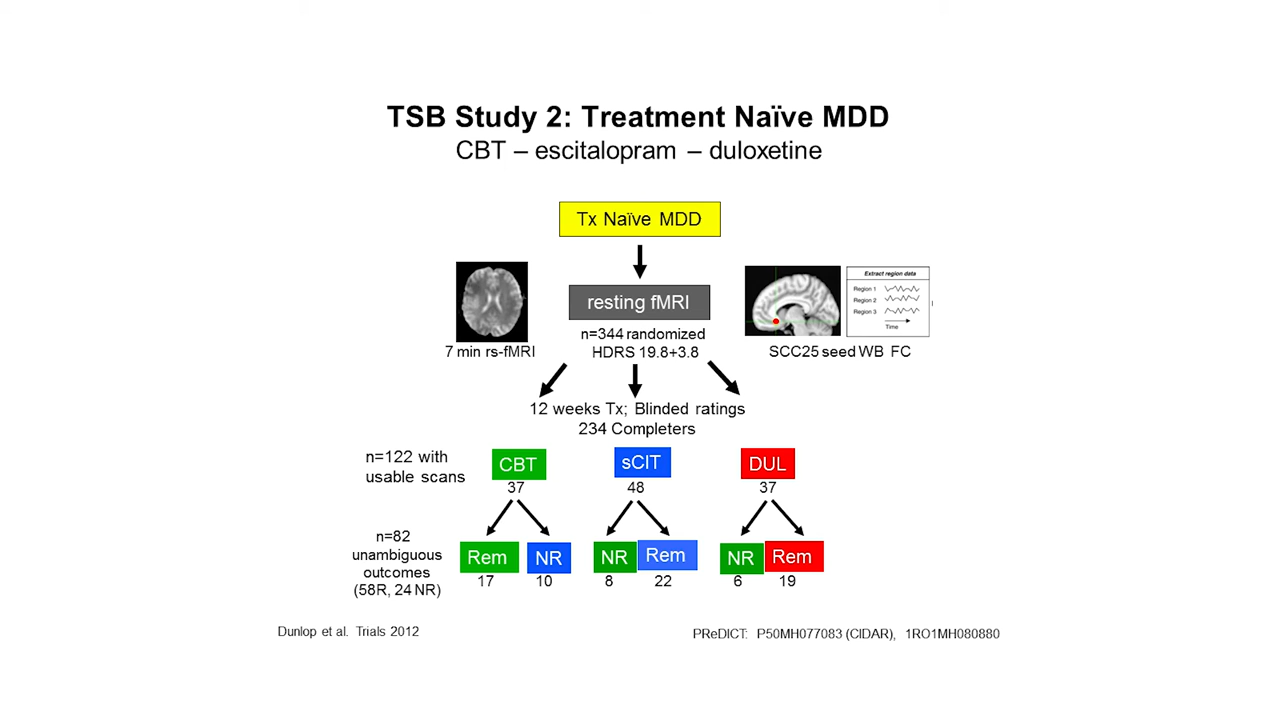 TSB Study 2: Treatment Naïve MDD
CBT – escitalopram – duloxetine
Tx Naïve MDD
resting fMRI
Extract region data
Region 1
Region 2
Region 3
Time
n=344 randomized
HDRS 19.8+3.8
7 min rs-fMRI
SCC25 seed WB FC
12 weeks Tx; Blinded ratings
234 Completers
n=122 with
usable scans
CBT
sCIT
DUL
37
48
37
n=82
unambiguous
outcomes
(58R, 24 NR)
Rem
NR
NR
Rem
NR
Rem
17
10
8
22
6
19
Dunlop et al. Trials 2012
PReDICT: P50MH077083 (CIDAR), 1RO1MH080880